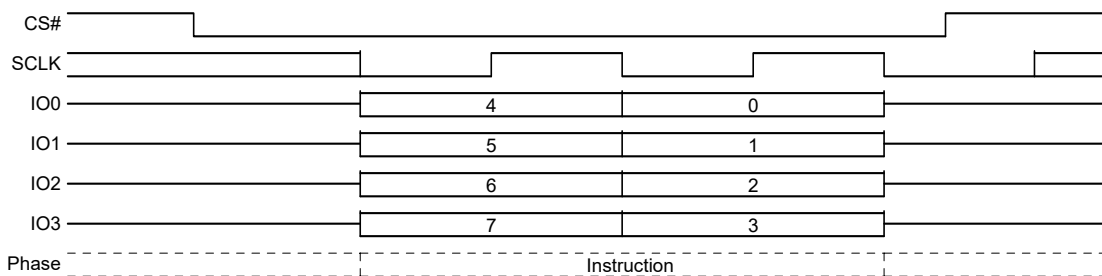 CS#
SCLK
IO0 4 0
IO1 5 1
IO2 6 2
IO3 7 3
Phase Instruction